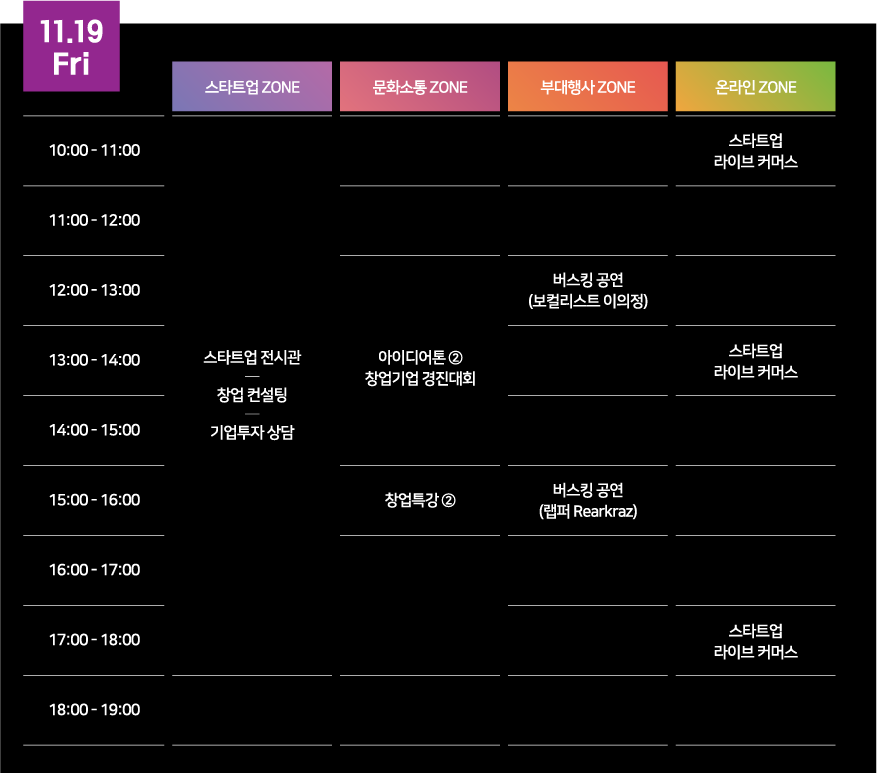 11.19
Fri
스타트업 ZONE
문화소통 ZONE
부대행사 ZONE
온라인 ZONE
10:00 - 11:00
스타트업
라이브 커머스
11:00 - 12:00
12:00 - 13:00
버스킹 공연
(보컬리스트 이의정)
13:00 - 14:00
스타트업 전시관
창업 컨설팅
기업투자 상담
아이디어톤 ②
창업기업 경진대회
스타트업
라이브 커머스
14:00 - 15:00
15:00 - 16:00
창업특강 ②
버스킹 공연
(랩퍼 Rearkraz)
16:00 - 17:00
17:00 - 18:00
스타트업
라이브 커머스
18:00 - 19:00